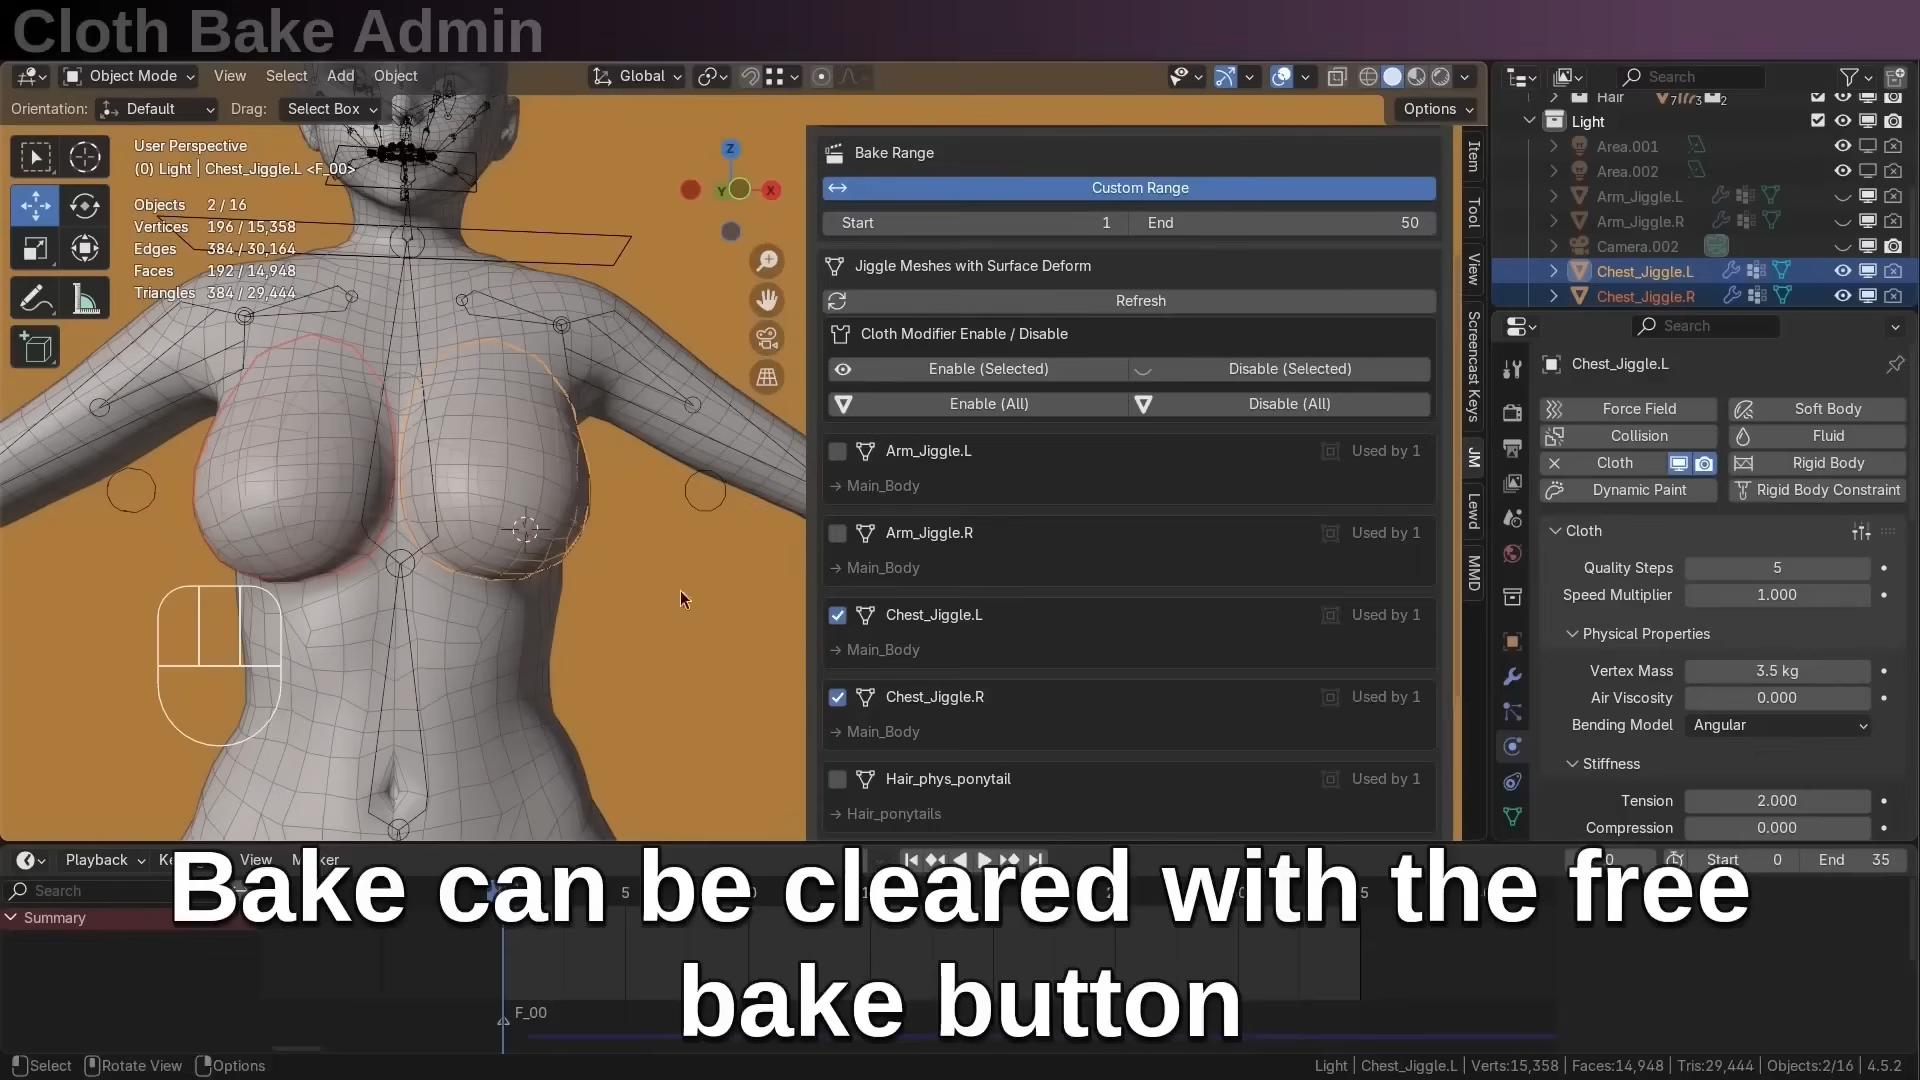 Cloth Bake Admin
Object Mode View Select Add Object Global
Orientation: Default Drag: Select Box Options
User Perspective
(0) Light | Chest_Jiggle.L <F_00>
Objects 2 / 16
Vertices 196 / 15,358
Edges 384 / 30,164
Faces 192 / 14,948
Triangles 384 / 29,444
Z
Y X
Bake Range
Custom Range
Start 1 End 50
Jiggle Meshes with Surface Deform
Refresh
Cloth Modifier Enable / Disable
Enable (Selected) Disable (Selected)
Enable (All) Disable (All)
Arm_Jiggle.L Used by 1
Main_Body
Arm_Jiggle.R Used by 1
Main_Body
Chest_Jiggle.L Used by 1
Main_Body
Chest_Jiggle.R Used by 1
Main_Body
Hair_phys_ponytail Used by 1
Hair_ponytails
Item
Tool
View
Screencast Keys
JM
Lewd
MMD
Search
Hair 7 3 2
Light
Area.001
Area.002
Arm_Jiggle.L
Arm_Jiggle.R
Camera.002
Chest_Jiggle.L
Chest_Jiggle.R
Search
Chest_Jiggle.L
Force Field Soft Body
Collision Fluid
Cloth Rigid Body
Dynamic Paint Rigid Body Constraint
Cloth
Quality Steps 5
Speed Multiplier 1.000
Physical Properties
Vertex Mass 3.5 kg
Air Viscosity 0.000
Bending Model Angular
Stiffness
Tension 2.000
Compression 0.000
Playback View Start 0 End 35
Search 5
Summary
Bake can be cleared with the free
bake button
F_00
Select Rotate View Options
Light | Chest_Jiggle.L | Verts:15,358 | Faces:14,948 | Tris:29,444 | Objects:2/16 | 4.5.2